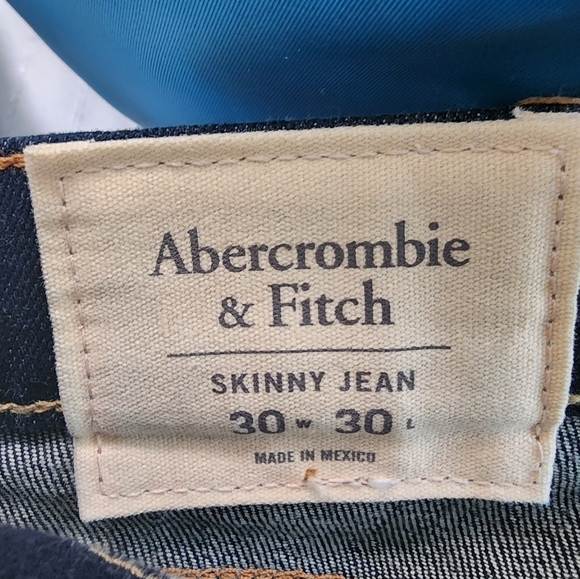 Abercrombie
& Fitch
SKINNY JEAN
30 W 30 L
MADE IN MEXICO